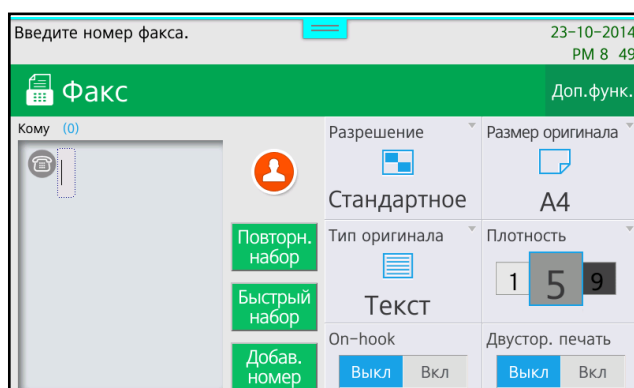 Введите номер факса.
23-10-2014
PM 8 49
Факс
Доп.функ.
Кому (0)
Повторн.
набор
Быстрый
набор
Добав.
номер
Разрешение
Стандартное
Размер оригинала
A4
Тип оригинала
Текст
Плотность
1 5 9
On-hook
Выкл Вкл
Двустор. печать
Выкл Вкл